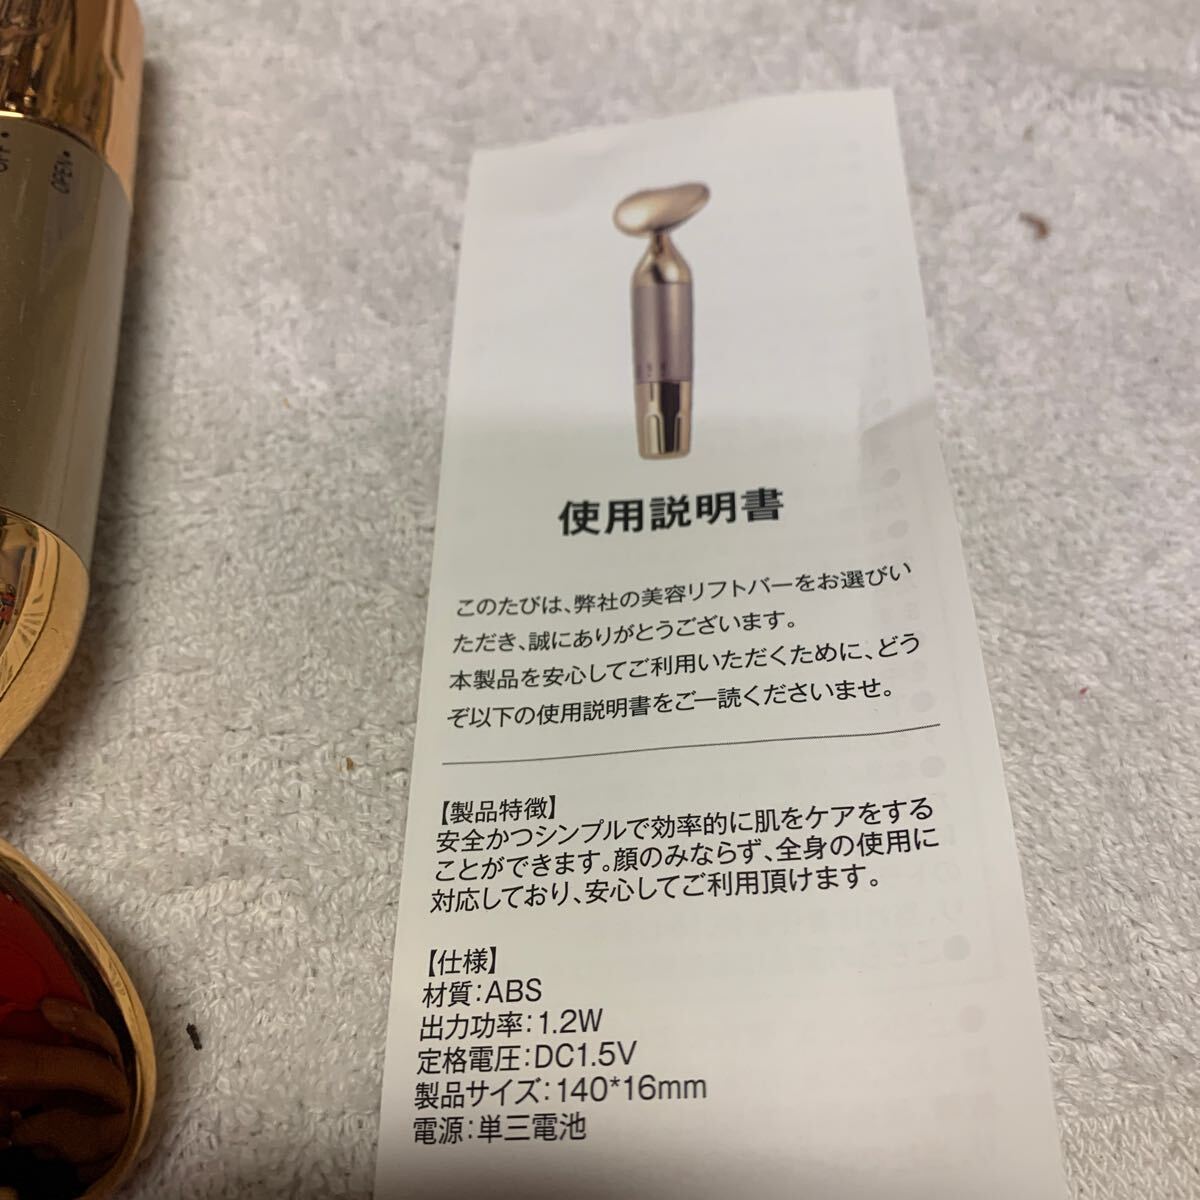 OPEN
使用説明書
このたびは、弊社の美容リフトバーをお選びい
ただき、誠にありがとうございます。
本製品を安心してご利用いただくために、どう
ぞ以下の使用説明書をご一読くださいませ。
【製品特徴】
安全かつシンプルで効率的に肌をケアをする
ことができます。顔のみならず、全身の使用に
対応しており、安心してご利用頂けます。
【仕様】
材質:ABS
出力功率:1.2W
定格電圧:DC1.5V
製品サイズ:140*16mm
電源:単三電池